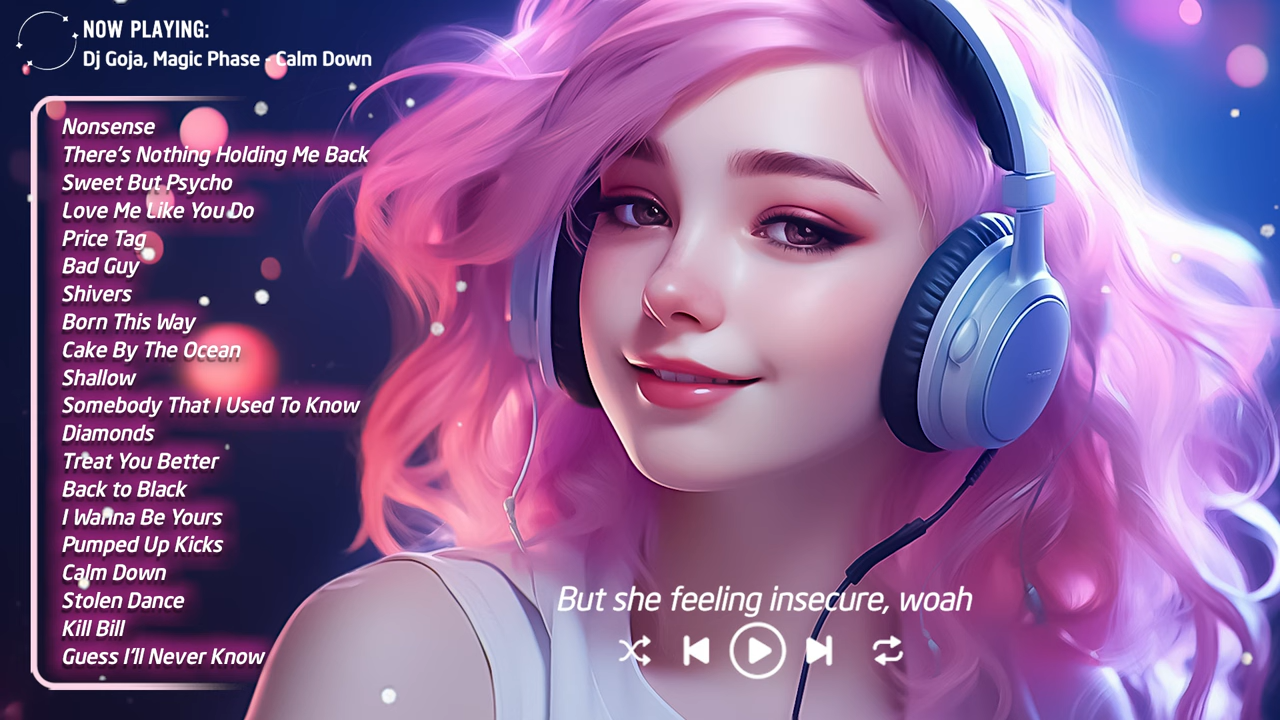 NOW PLAYING:
Dj Goja, Magic Phase - Calm Down
Nonsense
There's Nothing Holding Me Back
Sweet But Psycho
Love Me Like You Do
Price Tag
Bad Guy
Shivers
Born This Way
Cake By The Ocean
Shallow
Somebody That I Used To Know
Diamonds
Treat You Better
Back to Black
I Wanna Be Yours
Pumped Up Kicks
Calm Down
Stolen Dance
Kill Bill
Guess I'll Never Know
But she feeling insecure, woah